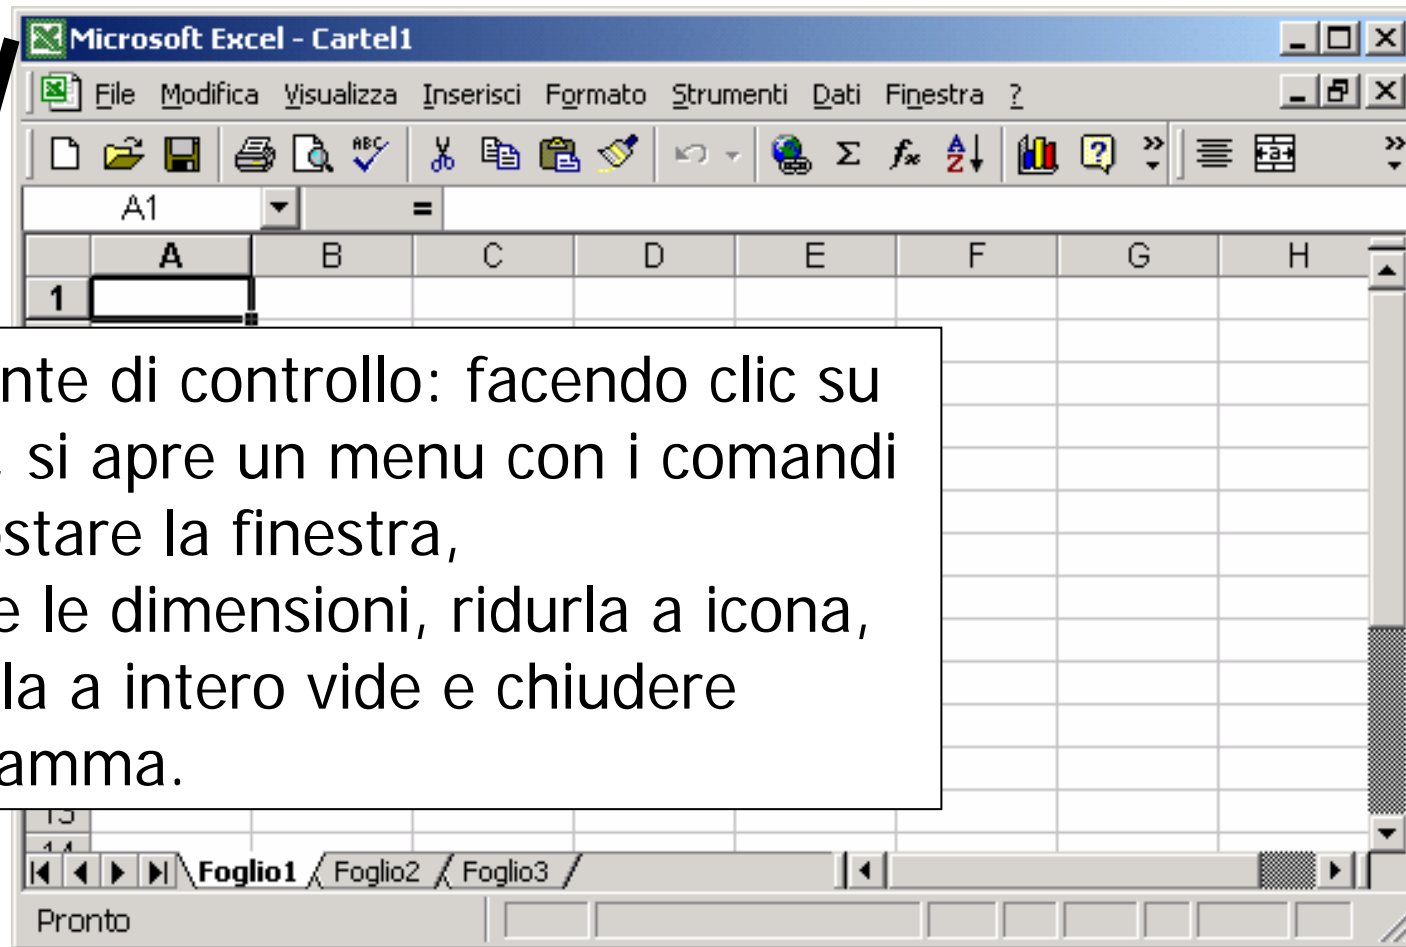 Microsoft Excel - Cartel1
File Modifica Visualizza Inserisci Formato Strumenti Dati Finestra ?
A1 =
A B C D E F G H
1
nte di controllo: facendo clic su
, si apre un menu con i comandi
stare la finestra,
e le dimensioni, ridurla a icona,
la a intero vide e chiudere
amma.
13
14
Foglio1 Foglio2 Foglio3
Pronto